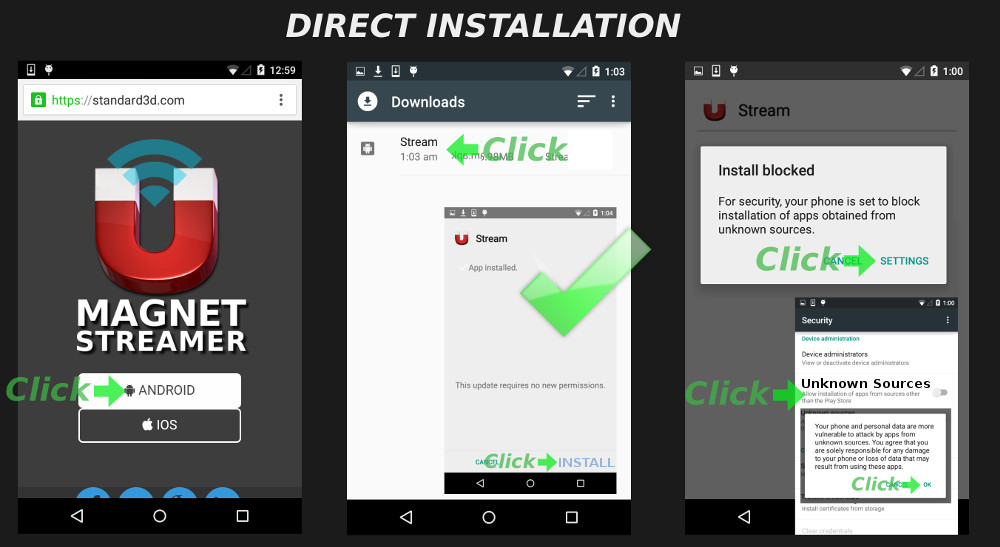 DIRECT INSTALLATION
12:59
https://standard3d.com
MAGNET
STREAMER
Click
ANDROID
IOS
1:03
Downloads
Stream
Click
1:03 am
1:04
Stream
App installed.
This update requires no new permissions.
CANCEL
Click
INSTALL
1:00
Stream
Install blocked
For security, your phone is set to block
installation of apps obtained from
unknown sources.
Click
CANCEL
SETTINGS
1:00
Security
Device administration
Device administrators
View or deactivate device administrators
Click
Unknown Sources
Allow installation of apps from sources other
than the Play Store
Your phone and personal data are more
vulnerable to attack by apps from
unknown sources. You agree that you
are solely responsible for any damage
to your phone or loss of data that may
result from using these apps.
Click
OK
Install certificates from storage
Clear credentials